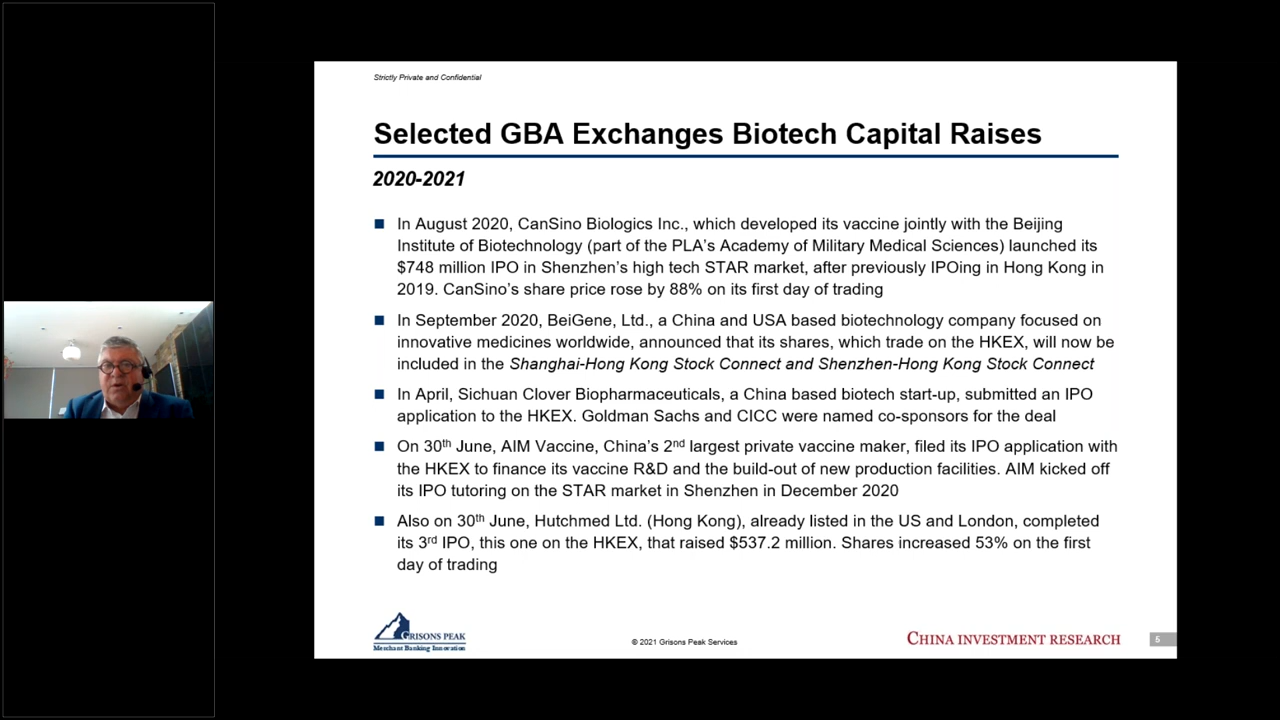 Strictly Private and Confidential
Selected GBA Exchanges Biotech Capital Raises
2020-2021
In August 2020, CanSino Biologics Inc., which developed its vaccine jointly with the Beijing
Institute of Biotechnology (part of the PLA's Academy of Military Medical Sciences) launched its
$748 million IPO in Shenzhen's high tech STAR market, after previously IPOing in Hong Kong in
2019. CanSino's share price rose by 88% on its first day of trading
In September 2020, BeiGene, Ltd., a China and USA based biotechnology company focused on
innovative medicines worldwide, announced that its shares, which trade on the HKEX, will now be
included in the Shanghai-Hong Kong Stock Connect and Shenzhen-Hong Kong Stock Connect
In April, Sichuan Clover Biopharmaceuticals, a China based biotech start-up, submitted an IPO
application to the HKEX. Goldman Sachs and CICC were named co-sponsors for the deal
On 30th June, AIM Vaccine, China's 2nd largest private vaccine maker, filed its IPO application with
the HKEX to finance its vaccine R&D and the build-out of new production facilities. AIM kicked off
its IPO tutoring on the STAR market in Shenzhen in December 2020
Also on 30th June, Hutchmed Ltd. (Hong Kong), already listed in the US and London, completed
its 3rd IPO, this one on the HKEX, that raised $537.2 million. Shares increased 53% on the first
day of trading
GRISONS PEAK
Merchant Banking Innovation
© 2021 Grisons Peak Services
CHINA INVESTMENT RESEARCH
5